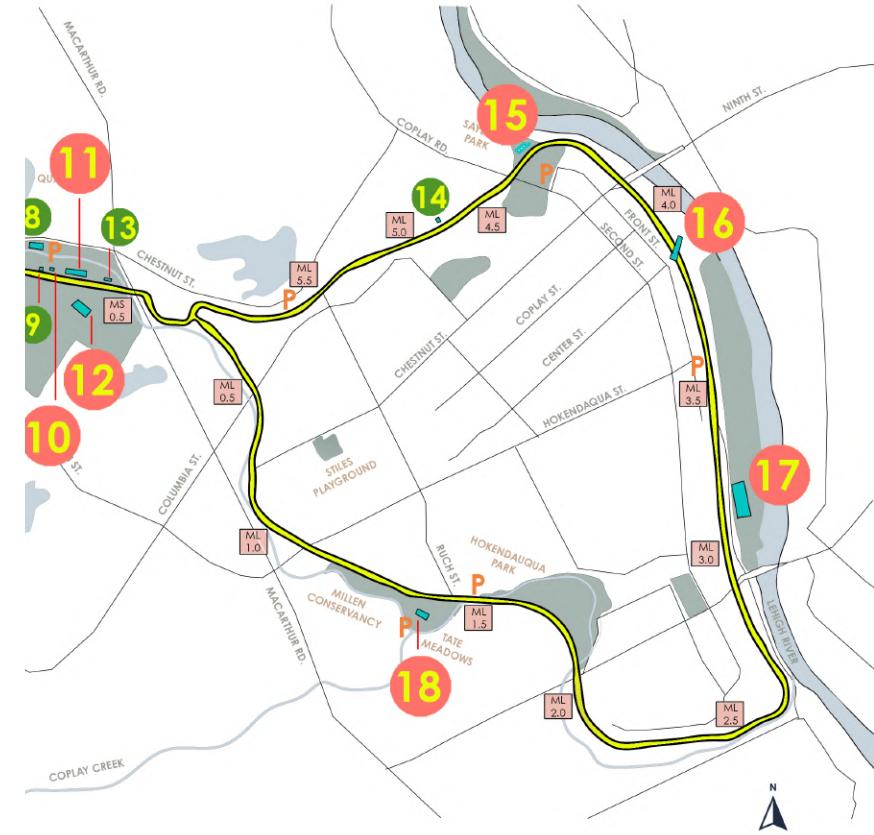 MACARTHUR RD.
15
SAY
PARK
COPLAY RD.
NINTH ST.
11
QU
14
13
8
P
P
ML
4.0
ML
4.5
ML
5.0
16
FRONT ST.
SECOND ST.
CHESTNUT ST.
ML
5.5
P
MS
0.5
9
COPLAY ST.
CENTER ST.
CHESTNUT ST.
12
ML
0.5
P
ML
3.5
HOKENDAQUA ST.
10
ST.
COLUMBIA ST.
STILES
PLAYGROUND
17
ML
1.0
RUCH ST.
HOKENDAUQUA
PARK
ML
3.0
MACARTHUR RD.
MILLEN
CONSERVANCY
P
ML
1.5
P
TATE
MEADOWS
LEHIGH RIVER
18
ML
2.0
ML
2.5
COPLAY CREEK
N